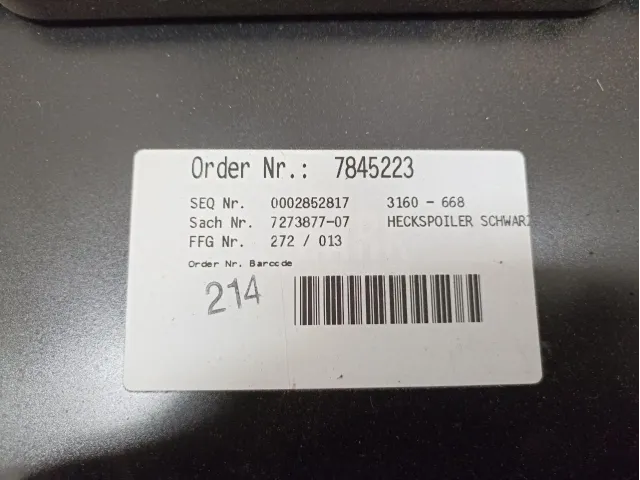 Order Nr.: 7845223
SEQ Nr. 0002852817 3160 - 668
Sach Nr. 7273877-07 HECKSPOILER SCHWARZ
FFG Nr. 272 / 013
Order Nr. Barcode
214